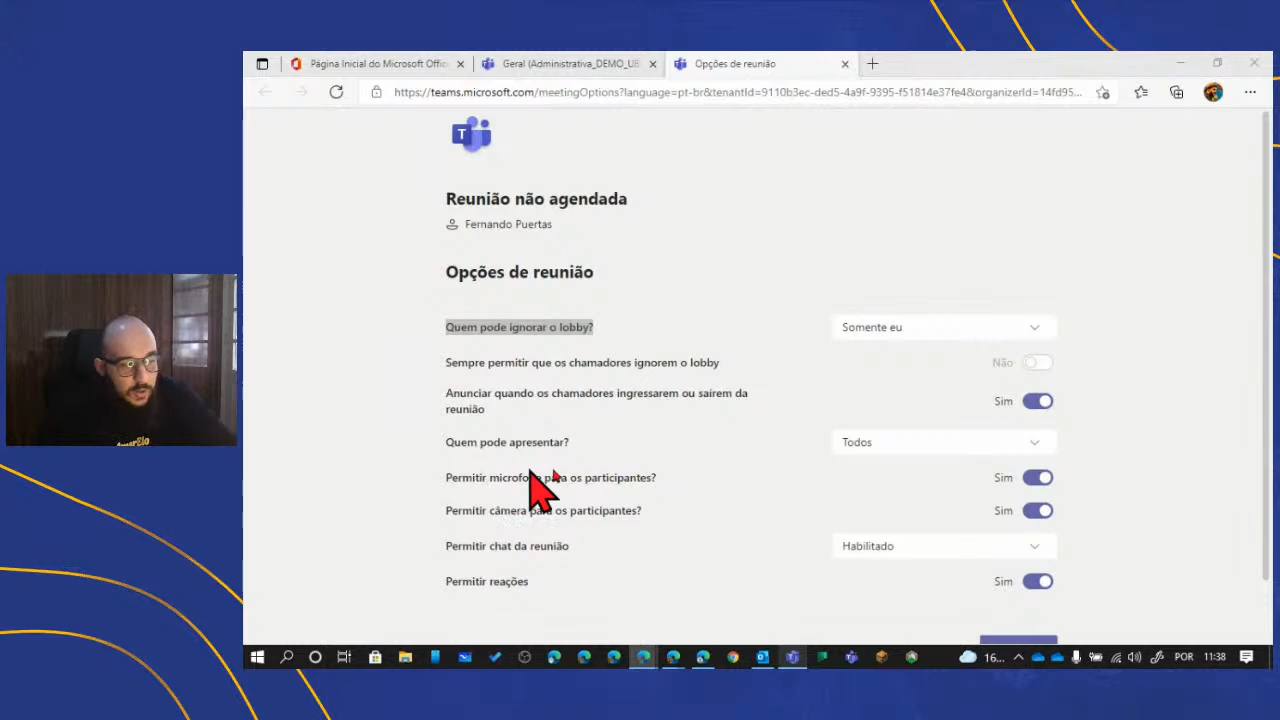 Página Inicial do Microsoft Offic
Geral (Administrativa_DEMO_UE
Opções de reunião
https://teams.microsoft.com/meetingOptions?language=pt-br&tenantId=9110b3ec-ded5-4a9f-9395-f51814e37fe4&organizerId=14fd95...
T
Reunião não agendada
Fernando Puertas
Opções de reunião
Quem pode ignorar o lobby?
Somente eu
Sempre permitir que os chamadores ignorem o lobby
Não
Anunciar quando os chamadores ingressarem ou saírem da
reunião
Sim
Quem pode apresentar?
Todos
Permitir microfo para os participantes?
Sim
Permitir câmera para os participantes?
Sim
Permitir chat da reunião
Habilitado
Permitir reações
Sim
16...
POR
11:38